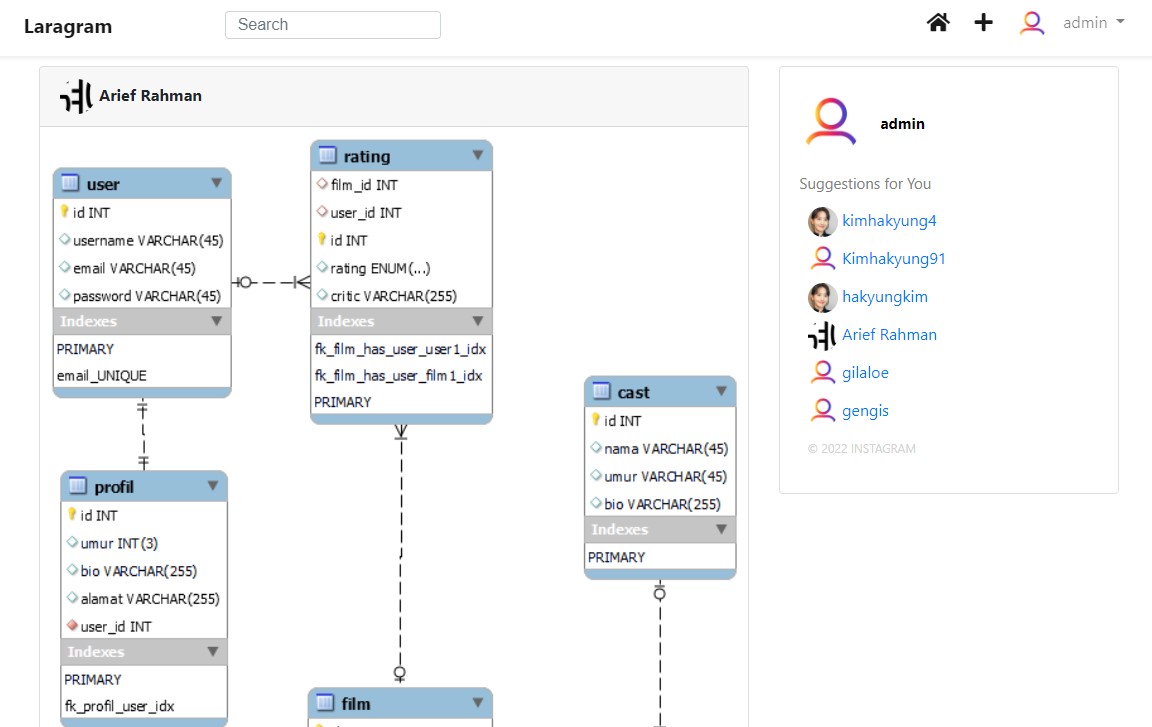 Laragram
Search
admin
Arief Rahman
user
id INT
username VARCHAR(45)
email VARCHAR(45)
password VARCHAR(45)
Indexes
PRIMARY
email_UNIQUE
rating
film_id INT
user_id INT
id INT
rating ENUM(...)
critic VARCHAR(255)
Indexes
fk_film_has_user_user1_idx
fk_film_has_user_film1_idx
PRIMARY
cast
id INT
nama VARCHAR(45)
umur VARCHAR(45)
bio VARCHAR(255)
Indexes
PRIMARY
profil
id INT
umur INT(3)
bio VARCHAR(255)
alamat VARCHAR(255)
user_id INT
Indexes
PRIMARY
fk_profil_user_idx
film
admin
Suggestions for You
kimhakyung4
Kimhakyung91
hakyungkim
Arief Rahman
gilaloe
gengis
© 2022 INSTAGRAM